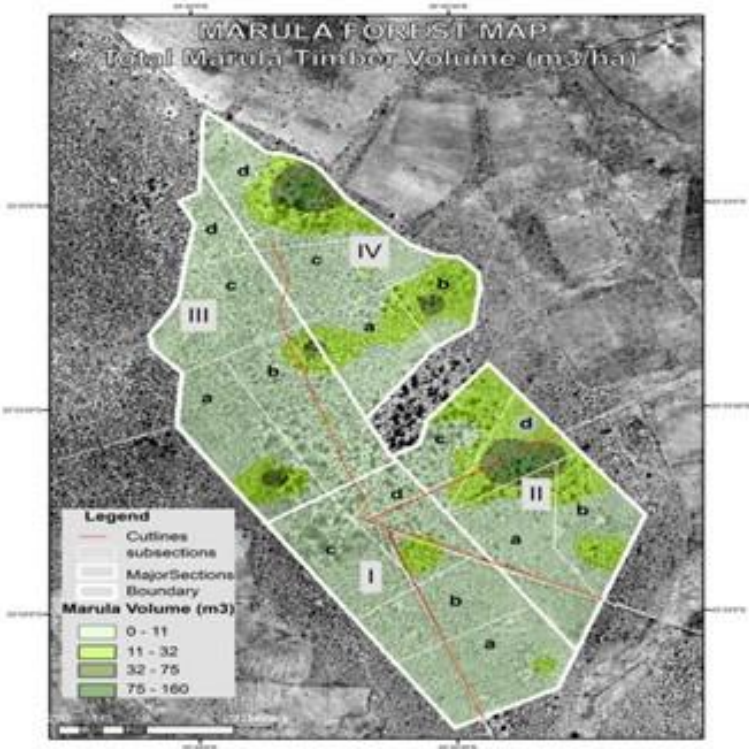 MARULA FOREST MAP
Total Marula Timber Volume (m3/ha)
d
d
IV
c
c
b
III
a
b
a
d
c
II
d
b
a
c
I
b
a
Legend
Cutlines
subsections
MajorSections
Boundary
Marula Volume (m3)
0 - 11
11 - 32
32 - 75
75 - 160